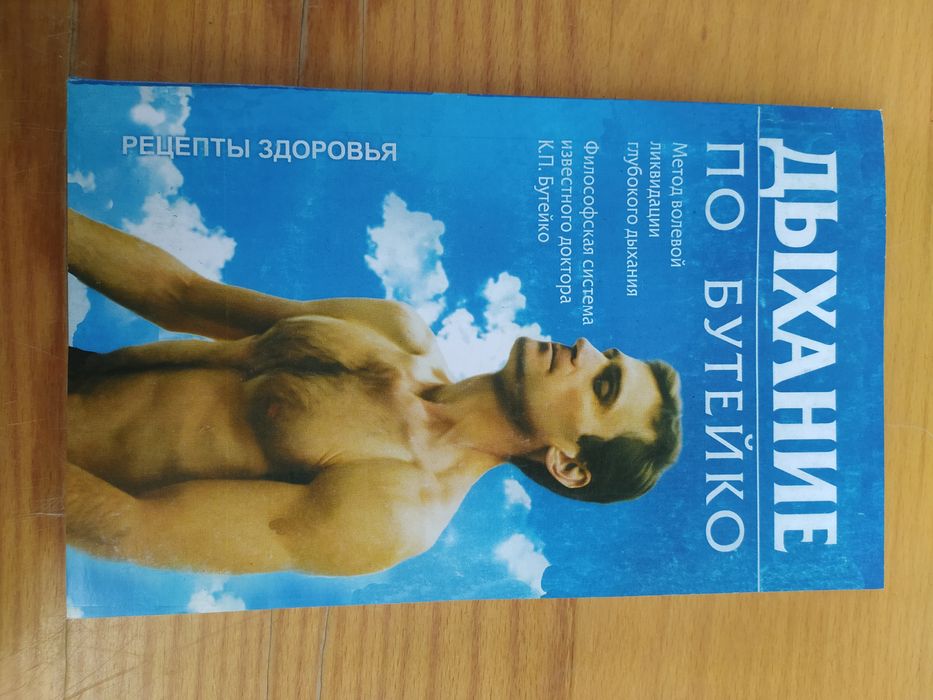 ДЫХАНИЕ
ПО БУТЕЙКО
Метод волевой
ликвидации
глубокого дыхания
Философская система
известного доктора
К.П. Бутейко
РЕЦЕПТЫ ЗДОРОВЬЯ